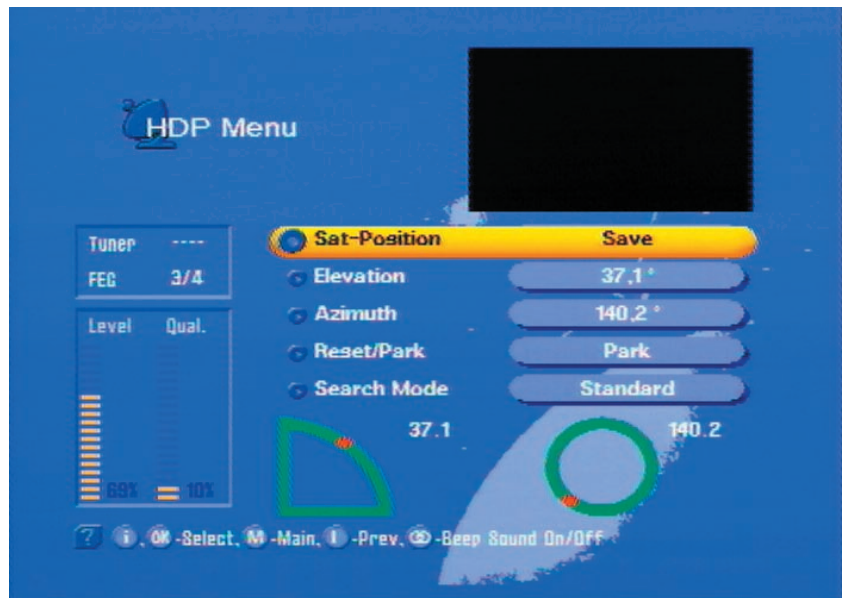 HDP Menu
Tuner ----
FEC 3/4
Level Qual.
69% 10%
Sat-Position Save
Elevation 37,1 °
Azimuth 140,2 °
Reset/Park Park
Search Mode Standard
37.1 140.2
? i, OK -Select, M -Main, -Prev, -Beep Sound On/Off